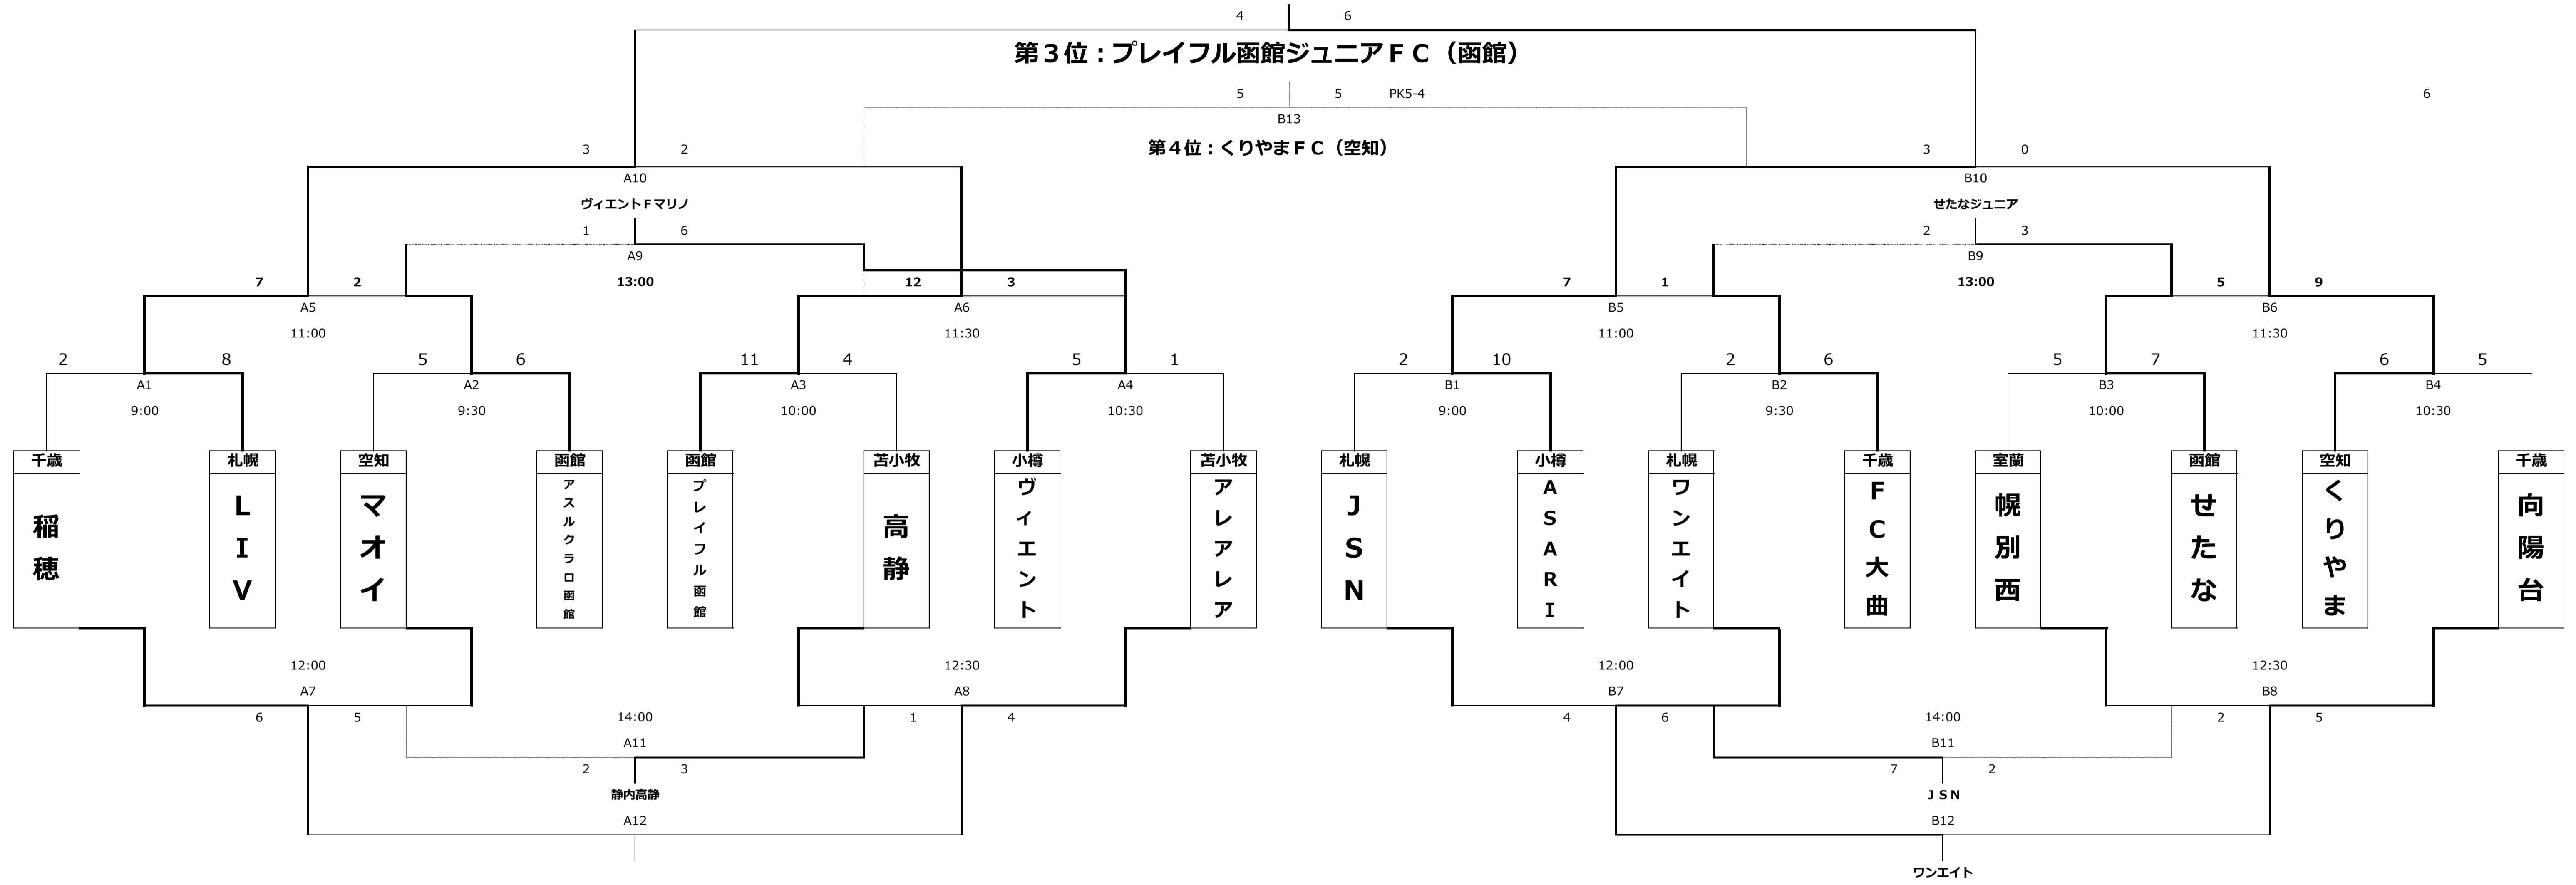 4 6
第３位：プレイフル函館ジュニアＦＣ（函館）
5 5 PK5-4 6
B13
第４位：くりやまＦＣ（空知）
3 2 3 0
A10 B10
ヴィエントＦマリノ せたなジュニア
1 6 2 3
A9 B9
7 2 13:00 12 3 7 1 13:00 5 9
A5 A6 B5 B6
11:00 11:30 11:00 11:30
2 8 5 6 11 4 5 1 2 10 2 6 5 7 6 5
A1 A2 A3 A4 B1 B2 B3 B4
9:00 9:30 10:00 10:30 9:00 9:30 10:00 10:30
千歳 札幌 空知 函館 函館 苫小牧 小樽 苫小牧 札幌 小樽 札幌 千歳 室蘭 函館 空知 千歳
稲穂
ＬＩＶ
マオイ
アスルクラロ函館
プレイフル函館
高静
ヴィエント
アレアレア
ＪＳＮ
ＡＳＡＲＩ
ワンエイト
ＦＣ大曲
幌別西
せたな
くりやま
向陽台
12:00 12:30 12:00 12:30
A7 A8 B7 B8
6 5 14:00 1 4 4 6 14:00 2 5
A11 B11
2 3 7 2
静内高静 ＪＳＮ
A12 B12
ワンエイト